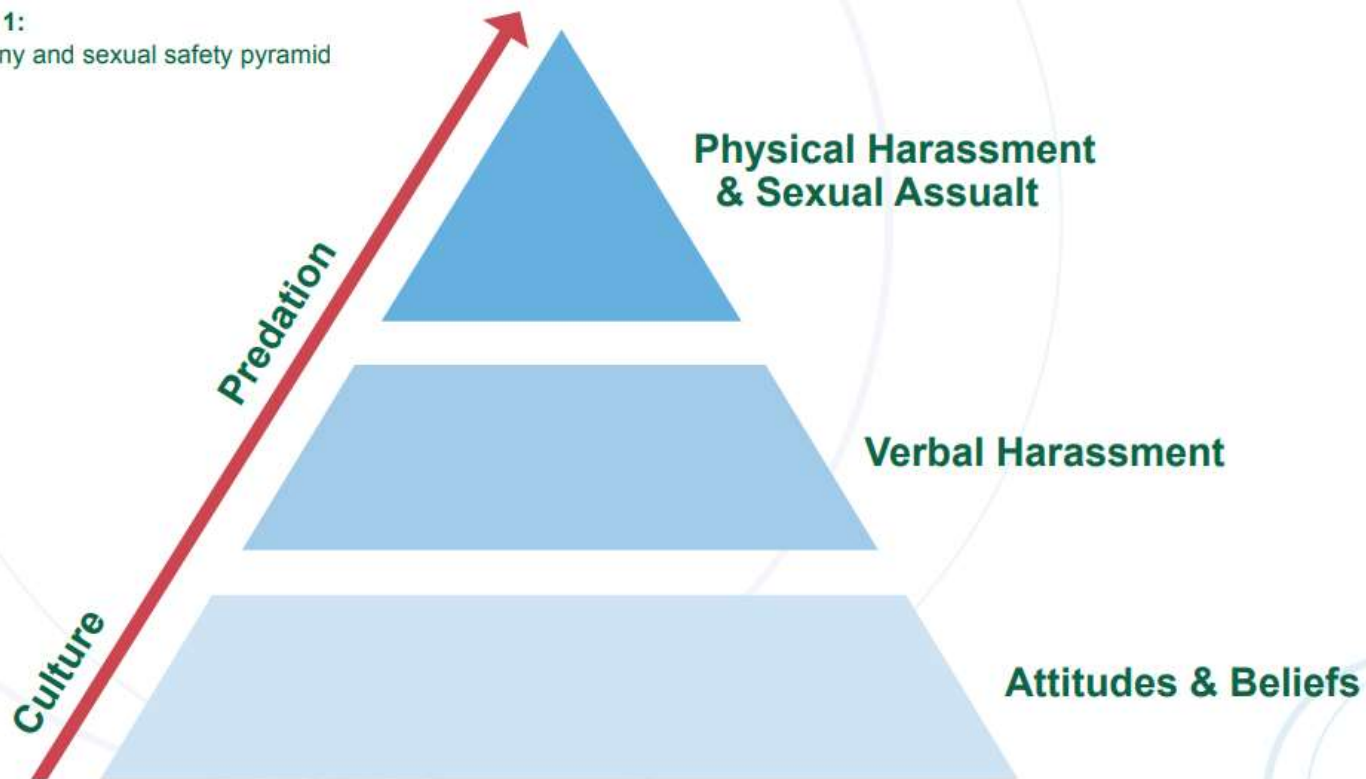 1:
ny and sexual safety pyramid
Physical Harassment
& Sexual Assualt
Predation
Verbal Harassment
Culture
Attitudes & Beliefs